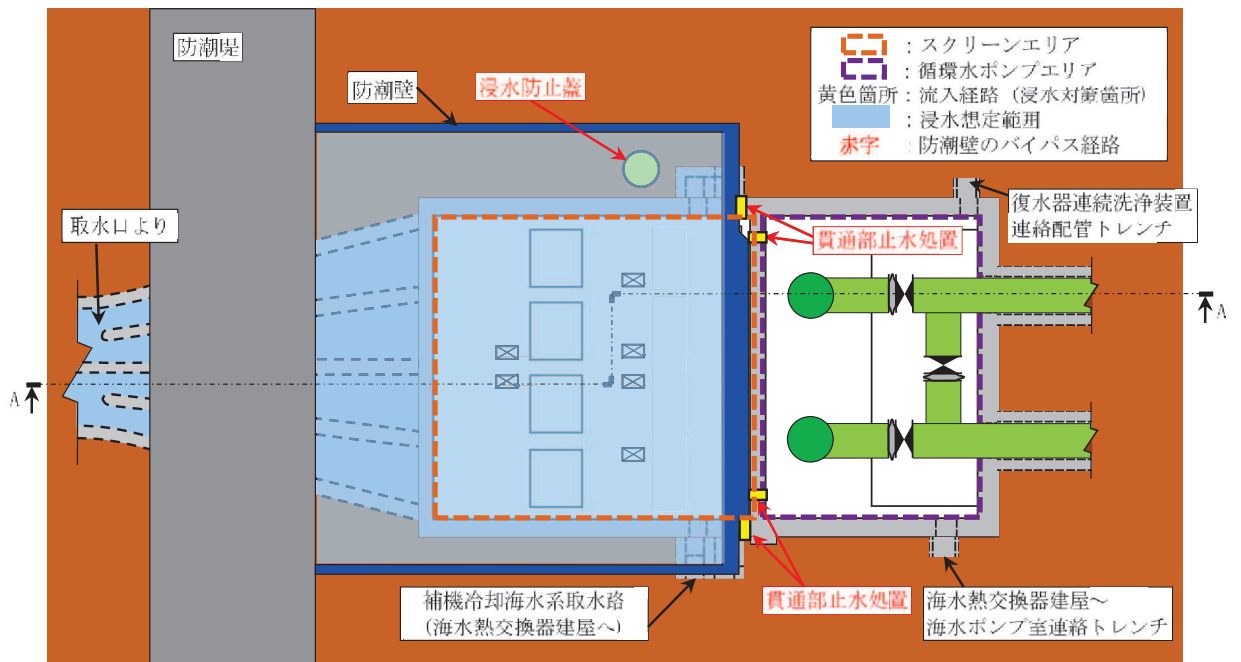 防潮堤
防潮壁
浸水防止蓋
：スクリーンエリア
：循環水ポンプエリア
黄色箇所：流入経路（浸水対策箇所）
：浸水想定範囲
赤字：防潮壁のバイパス経路
取水口より
復水器連続洗浄装置
連絡配管トレンチ
貫通部止水処置
A
A
補機冷却海水系取水路
(海水熱交換器建屋へ)
貫通部止水処置
海水熱交換器建屋～
海水ポンプ室連絡トレンチ